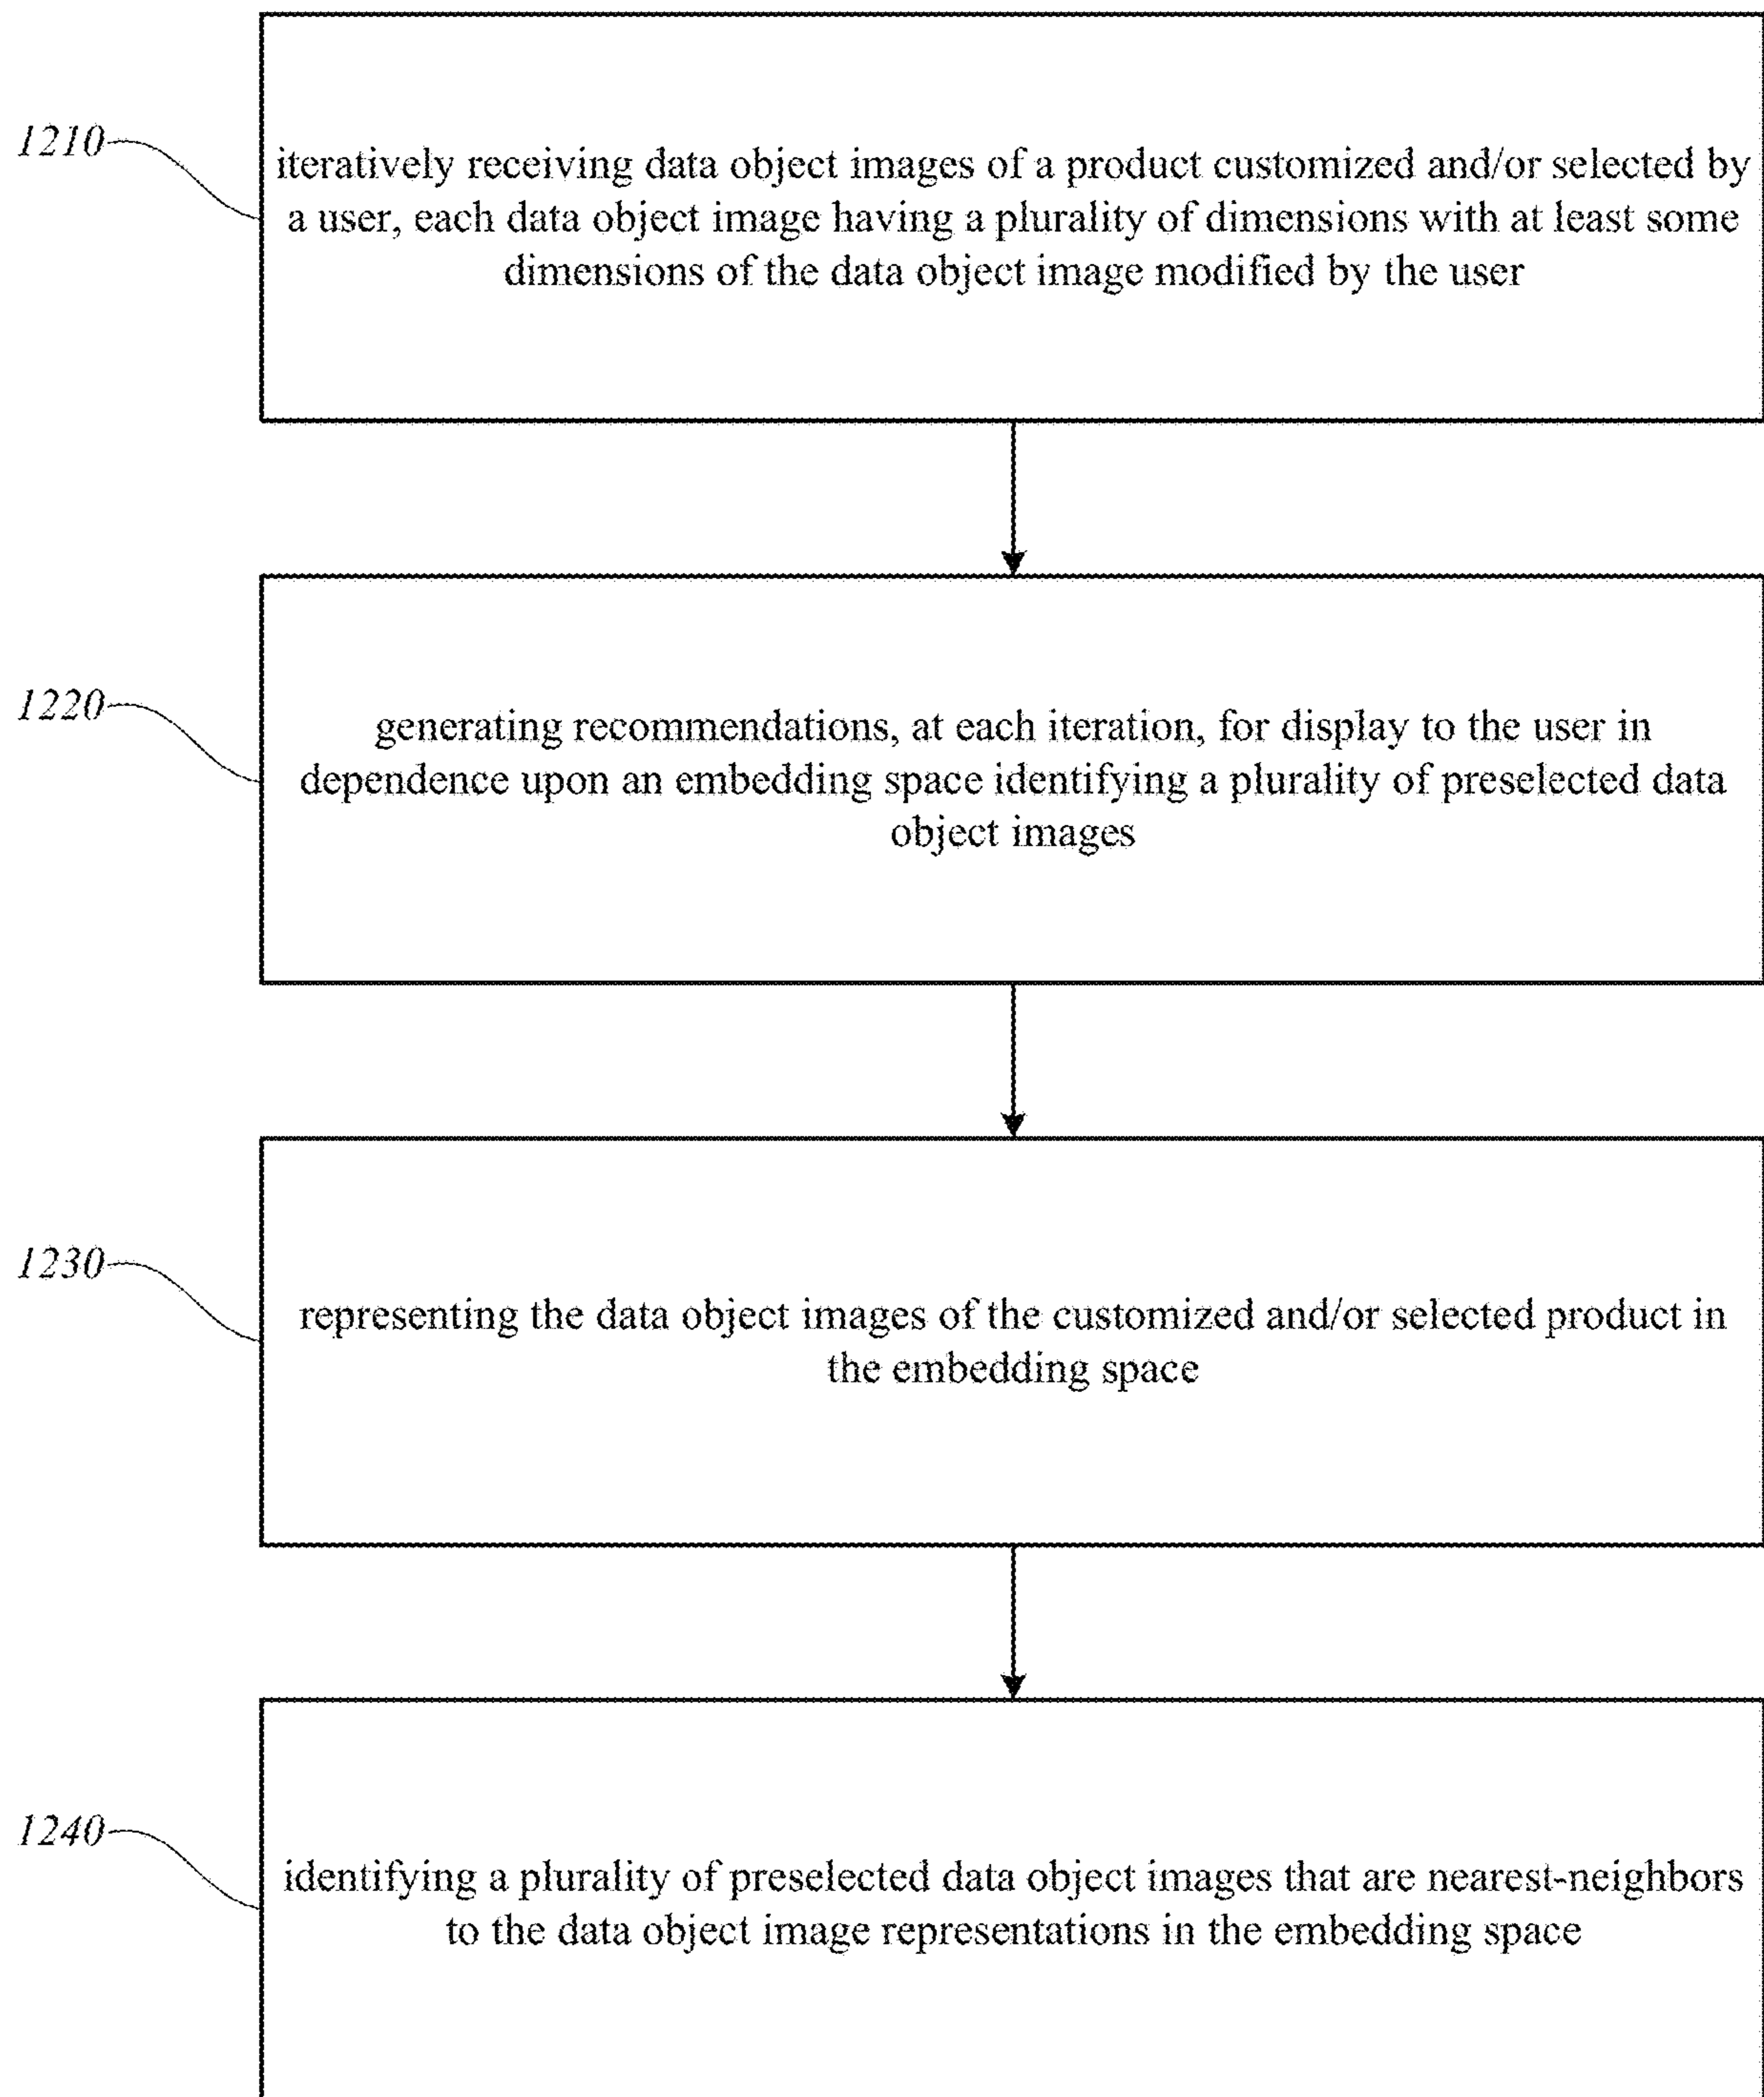 1210
iteratively receiving data object images of a product customized and/or selected by
a user, each data object image having a plurality of dimensions with at least some
dimensions of the data object image modified by the user
1220
generating recommendations, at each iteration, for display to the user in
dependence upon an embedding space identifying a plurality of preselected data
object images
1230
representing the data object images of the customized and/or selected product in
the embedding space
1240
identifying a plurality of preselected data object images that are nearest-neighbors
to the data object image representations in the embedding space